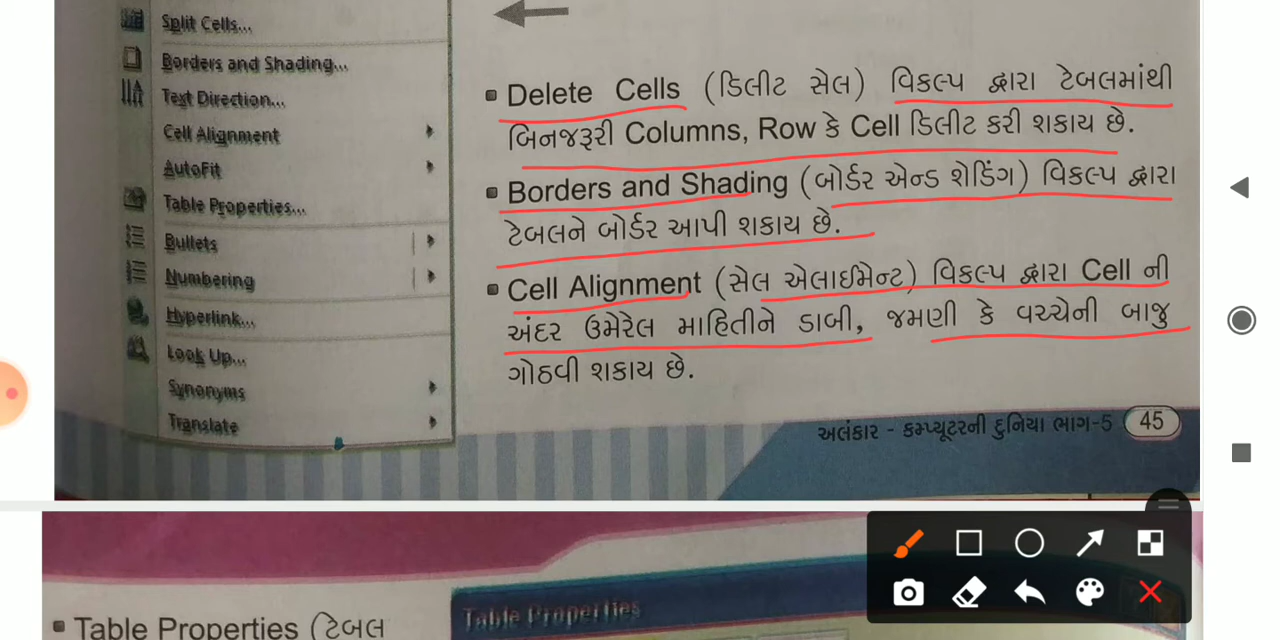 Split Cells...
Borders and Shading...
Text Direction...
Cell Alignment
AutoFit
Table Properties...
Bullets
Numbering
Hyperlink...
Look Up...
Synonyms
Translate
Delete Cells (ડિલીટ સેલ) વિકલ્પ દ્વારા ટેબલમાંથી
બિનજરૂરી Columns, Row કે Cell ડિલીટ કરી શકાય છે.
Borders and Shading (બોર્ડર એન્ડ શેડિંગ) વિકલ્પ દ્વારા
ટેબલને બોર્ડર આપી શકાય છે.
Cell Alignment (સેલ એલાઇમેન્ટ) વિકલ્પ દ્વારા Cell ની
અંદર ઉમેરેલ માહિતીને ડાબી, જમણી કે વચ્ચેની બાજુ
ગોઠવી શકાય છે.
અલંકાર - કમ્પ્યૂટરની દુનિયા ભાગ-5 45
Table Properties (ટેબલ
Table Properties